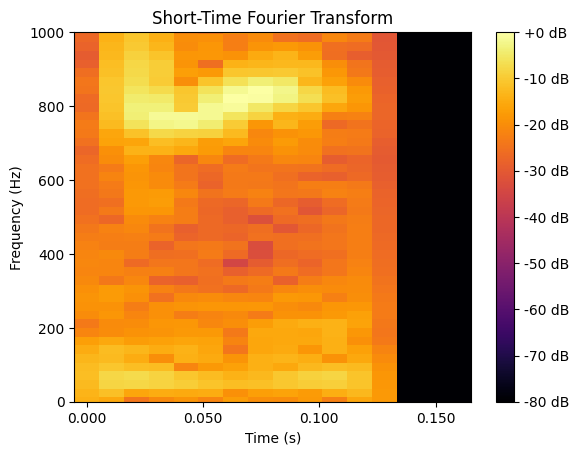 Short-Time Fourier Transform
1000
800
600
400
200
0
Frequency (Hz)
0.000
0.050
0.100
0.150
Time (s)
+0 dB
-10 dB
-20 dB
-30 dB
-40 dB
-50 dB
-60 dB
-70 dB
-80 dB